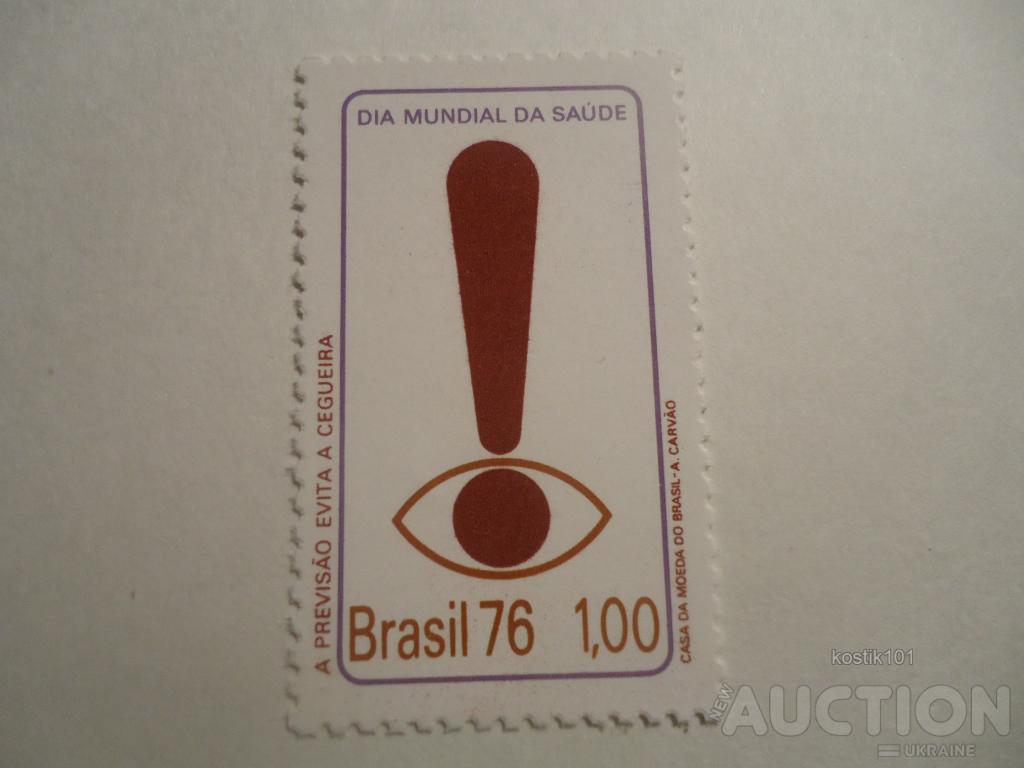 DIA MUNDIAL DA SAÚDE
A PREVISÃO EVITA A CEGUEIRA
CASA DA MOEDA DO BRASIL - A. CARVÃO
Brasil 76 1,00
kostik101
NEW AUCTION
UKRAINE